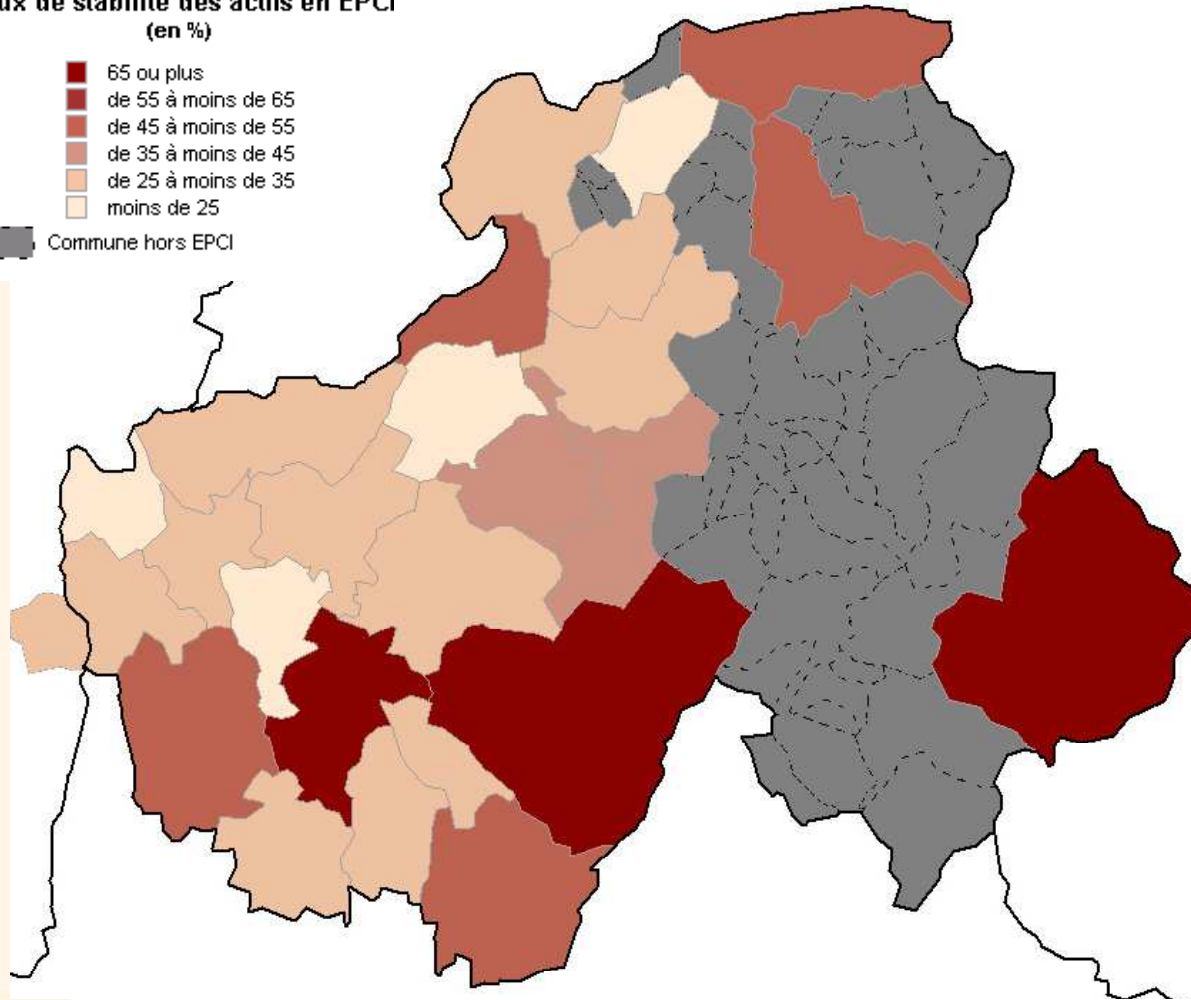 de stabilité des actifs en EPCI
(en %)
65 ou plus
de 55 à moins de 65
de 45 à moins de 55
de 35 à moins de 45
de 25 à moins de 35
moins de 25
Commune hors EPCI